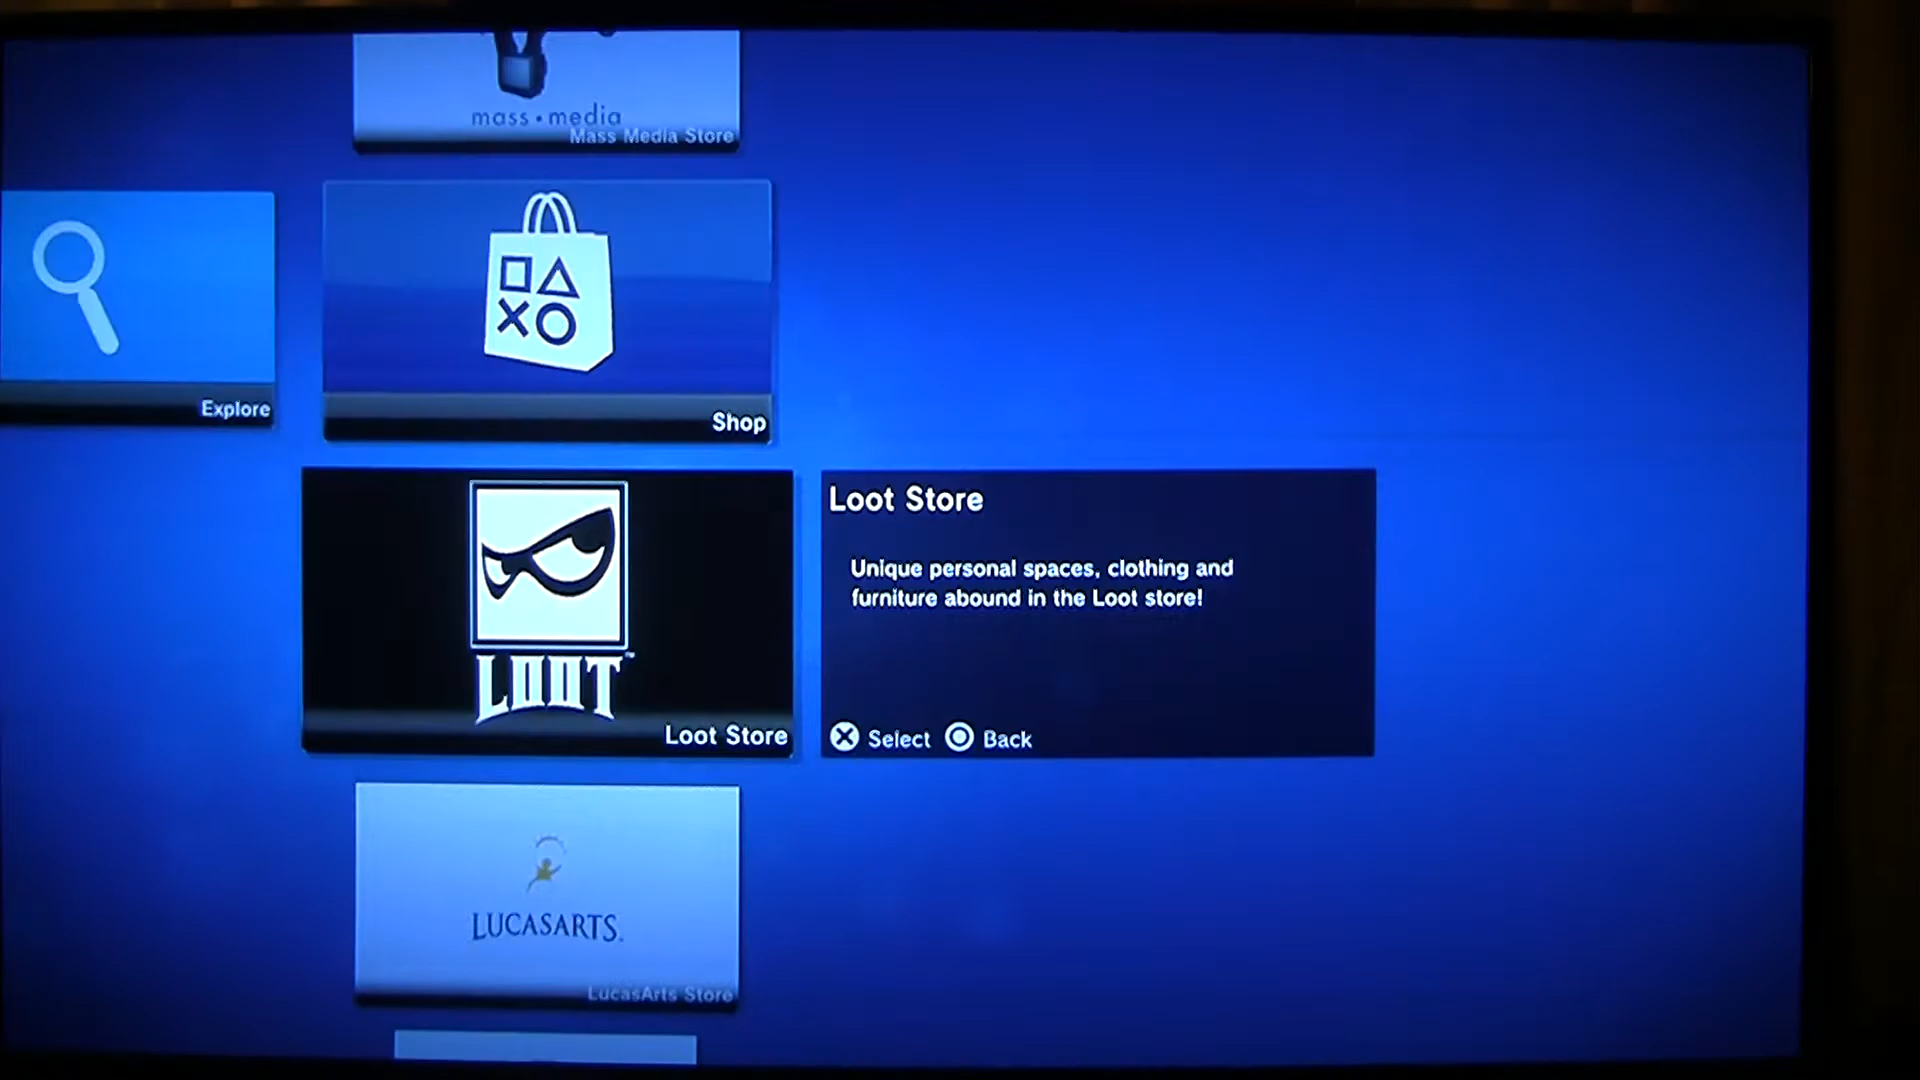 mass•media
Mass Media Store
Explore
Shop
LOOT™
Loot Store
Loot Store
Unique personal spaces, clothing and
furniture abound in the Loot store!
Select Back
LUCASARTS.
LucasArts Store